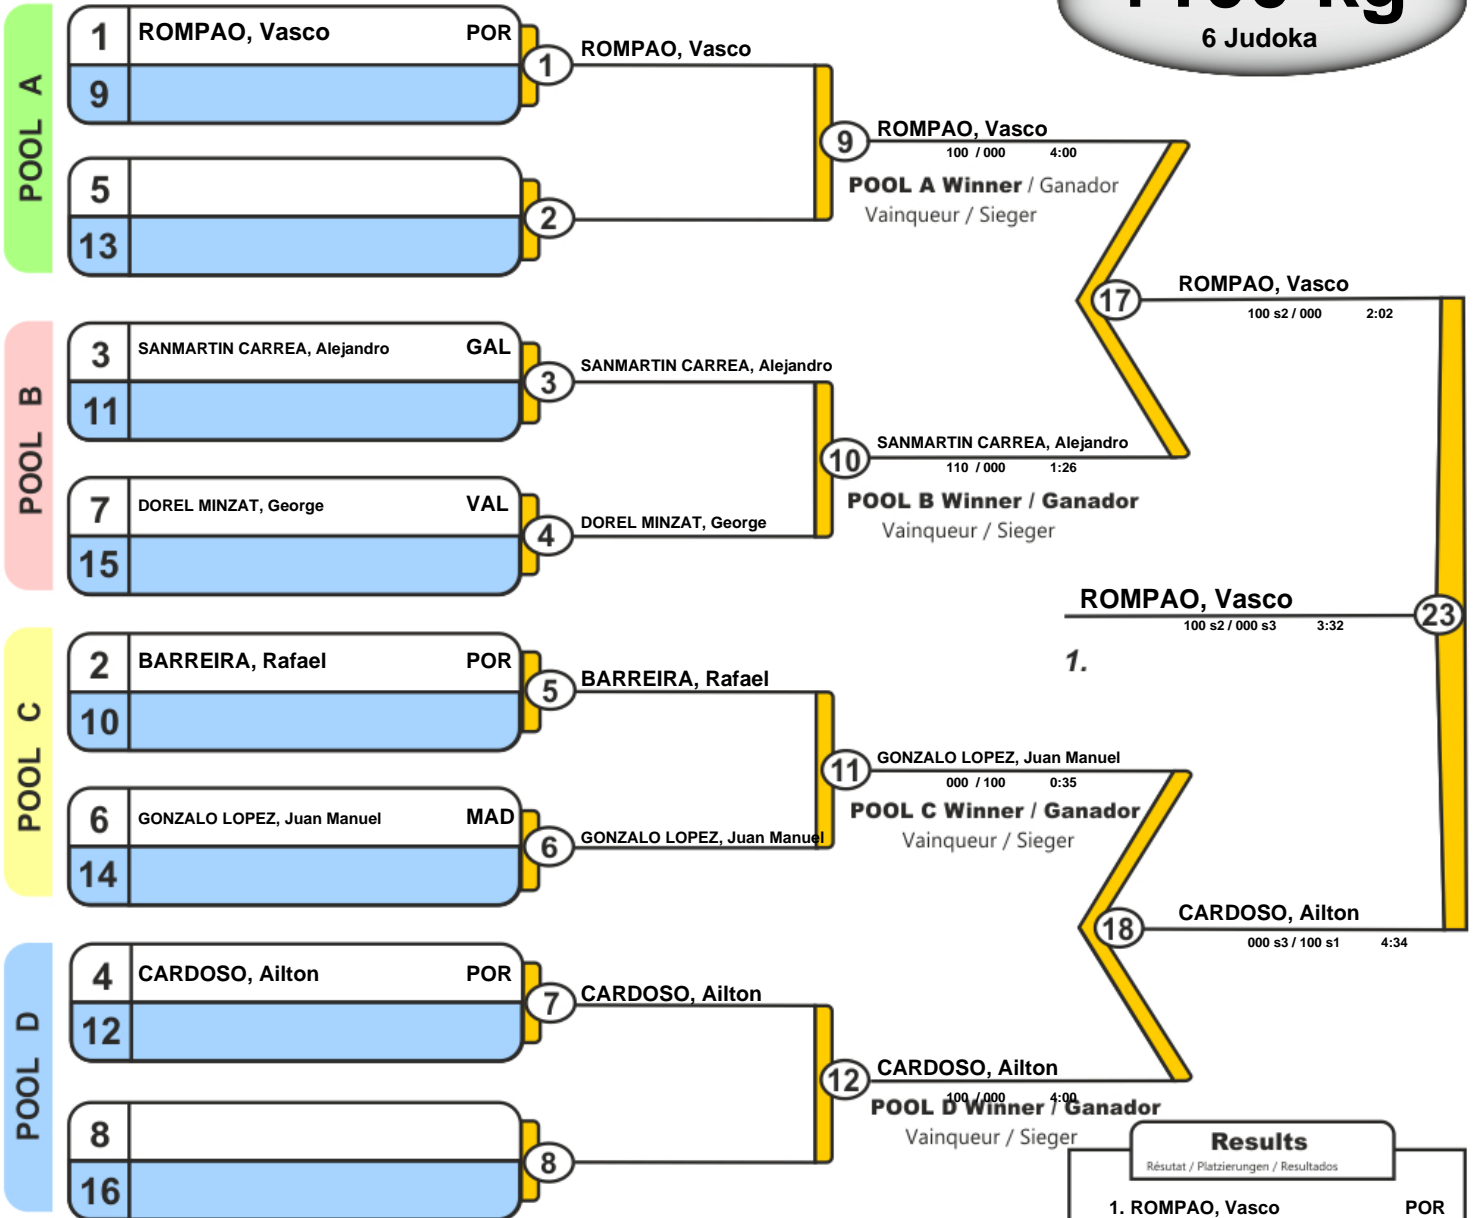 6 Judoka
POOL A
1 ROMPAO, Vasco POR
9
1
ROMPAO, Vasco
5
13
2
9
ROMPAO, Vasco
100 / 000 4:00
POOL A Winner / Ganador
Vainqueur / Sieger
POOL B
3 SANMARTIN CARREA, Alejandro GAL
11
3
SANMARTIN CARREA, Alejandro
7 DOREL MINZAT, George VAL
15
4
DOREL MINZAT, George
10
SANMARTIN CARREA, Alejandro
110 / 000 1:26
POOL B Winner / Ganador
Vainqueur / Sieger
17
ROMPAO, Vasco
100 s2 / 000 2:02
POOL C
2 BARREIRA, Rafael POR
10
5
BARREIRA, Rafael
6 GONZALO LOPEZ, Juan Manuel MAD
14
6
GONZALO LOPEZ, Juan Manuel
11
GONZALO LOPEZ, Juan Manuel
000 / 100 0:35
POOL C Winner / Ganador
Vainqueur / Sieger
POOL D
4 CARDOSO, Ailton POR
12
7
CARDOSO, Ailton
8
16
8
12
CARDOSO, Ailton
100 / 000 4:00
POOL D Winner / Ganador
Vainqueur / Sieger
18
CARDOSO, Ailton
000 s3 / 100 s1 4:34
23
ROMPAO, Vasco
100 s2 / 000 s3 3:32
1.
Results
Résutat / Platzierungen / Resultados
1. ROMPAO, Vasco POR